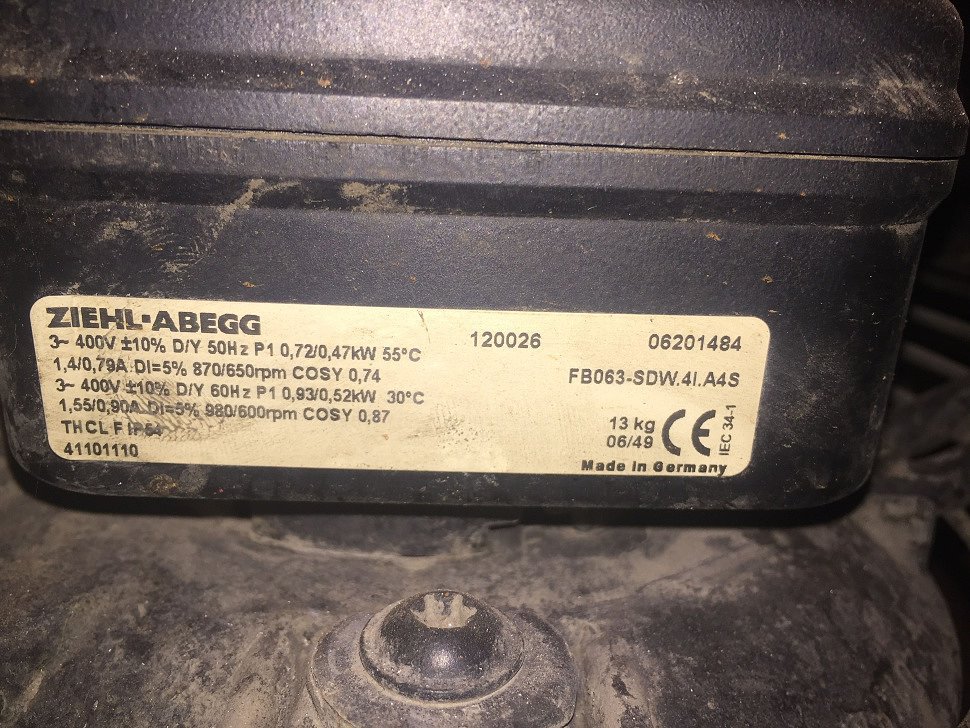 ZIEHL-ABEGG
3~ 400V ±10% D/Y 50Hz P1 0,72/0,47kW 55°C
1,4/0,79A DI=5% 870/650rpm COSY 0,74
3~ 400V ±10% D/Y 60Hz P1 0,93/0,52kW 30°C
1,55/0,90A DI=5% 980/600rpm COSY 0,87
THCL F IP54
41101110
120026
06201484
FB063-SDW.4I.A4S
13 kg
06/49
CE
IEC 34-1
Made in Germany